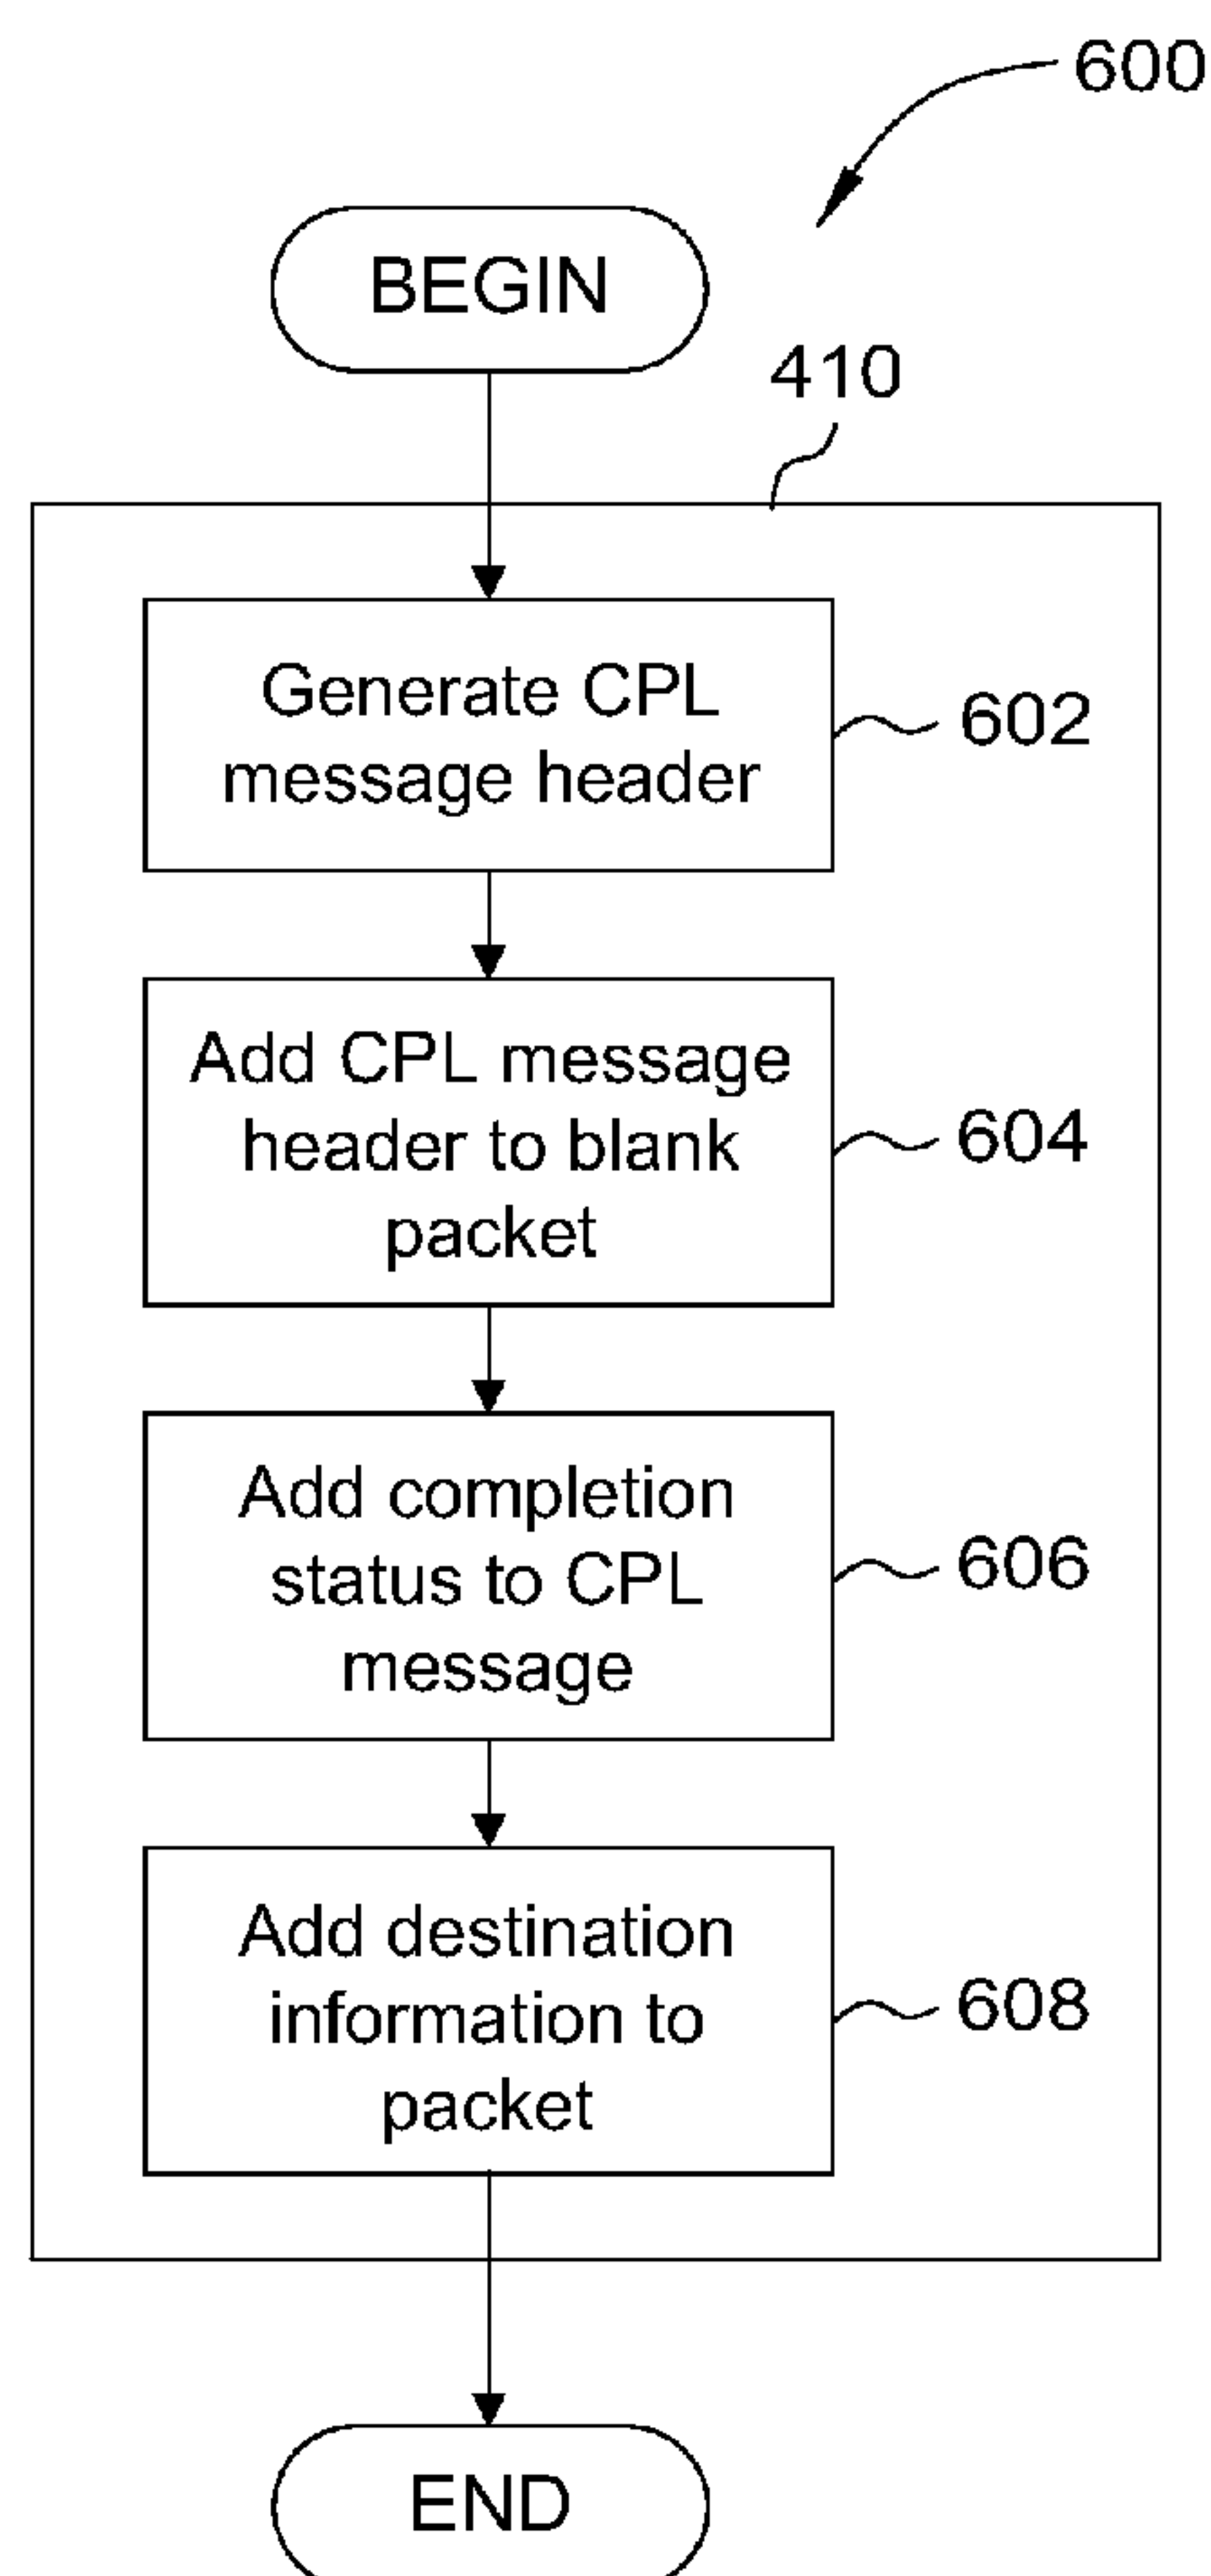 600
BEGIN
410
Generate CPL
message header
602
Add CPL message
header to blank
packet
604
Add completion
status to CPL
message
606
Add destination
information to
packet
608
END